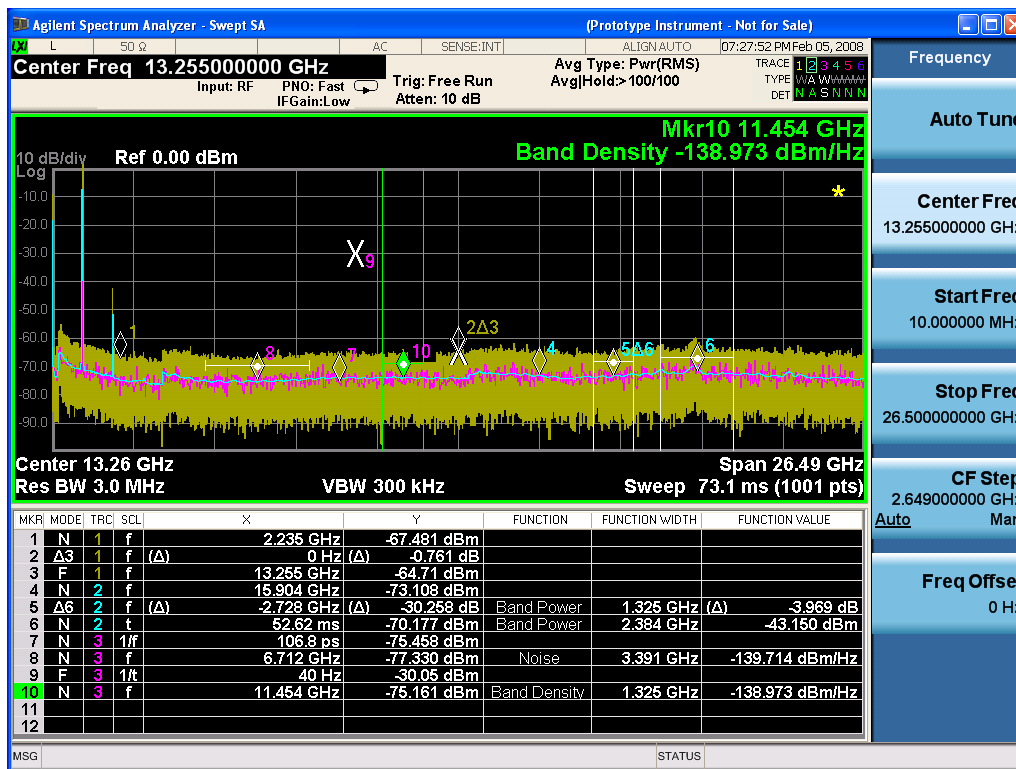 Agilent Spectrum Analyzer - Swept SA (Prototype Instrument - Not for Sale)
LXI L 50 Ω AC SENSE:INT ALIGN AUTO 07:27:52 PM Feb 05, 2008
Center Freq 13.255000000 GHz
Input: RF PNO: Fast IFGain:Low
Trig: Free Run
Atten: 10 dB
Avg Type: Pwr(RMS)
Avg|Hold:>100/100
TRACE 1 2 3 4 5 6
TYPE W A W W W W
DET N A S N N N
Mkr10 11.454 GHz
Band Density -138.973 dBm/Hz
10 dB/div Ref 0.00 dBm
Log
-10.0
-20.0
-30.0
-40.0
-50.0
-60.0
-70.0
-80.0
-90.0
*
X9
1
8
7
10
2Δ3
4
5Δ6
6
Center 13.26 GHz Span 26.49 GHz
Res BW 3.0 MHz VBW 300 kHz Sweep 73.1 ms (1001 pts)
MKR MODE TRC SCL X Y FUNCTION FUNCTION WIDTH FUNCTION VALUE
1 N 1 f 2.235 GHz -67.481 dBm
2 Δ3 1 f (Δ) 0 Hz (Δ) -0.761 dB
3 F 1 f 13.255 GHz -64.71 dBm
4 N 2 f 15.904 GHz -73.108 dBm
5 Δ6 2 f (Δ) -2.728 GHz (Δ) -30.258 dB Band Power 1.325 GHz (Δ) -3.969 dB
6 N 2 t 52.62 ms -70.177 dBm Band Power 2.384 GHz -43.150 dBm
7 N 3 1/f 106.8 ps -75.458 dBm
8 N 3 f 6.712 GHz -77.330 dBm Noise 3.391 GHz -139.714 dBm/Hz
9 F 3 1/t 40 Hz -30.05 dBm
10 N 3 f 11.454 GHz -75.161 dBm Band Density 1.325 GHz -138.973 dBm/Hz
11
12
MSG STATUS
Frequency
Auto Tune
Center Freq
13.255000000 GHz
Start Freq
10.000000 MHz
Stop Freq
26.500000000 GHz
CF Step
2.649000000 GHz
Auto Man
Freq Offset
0 Hz